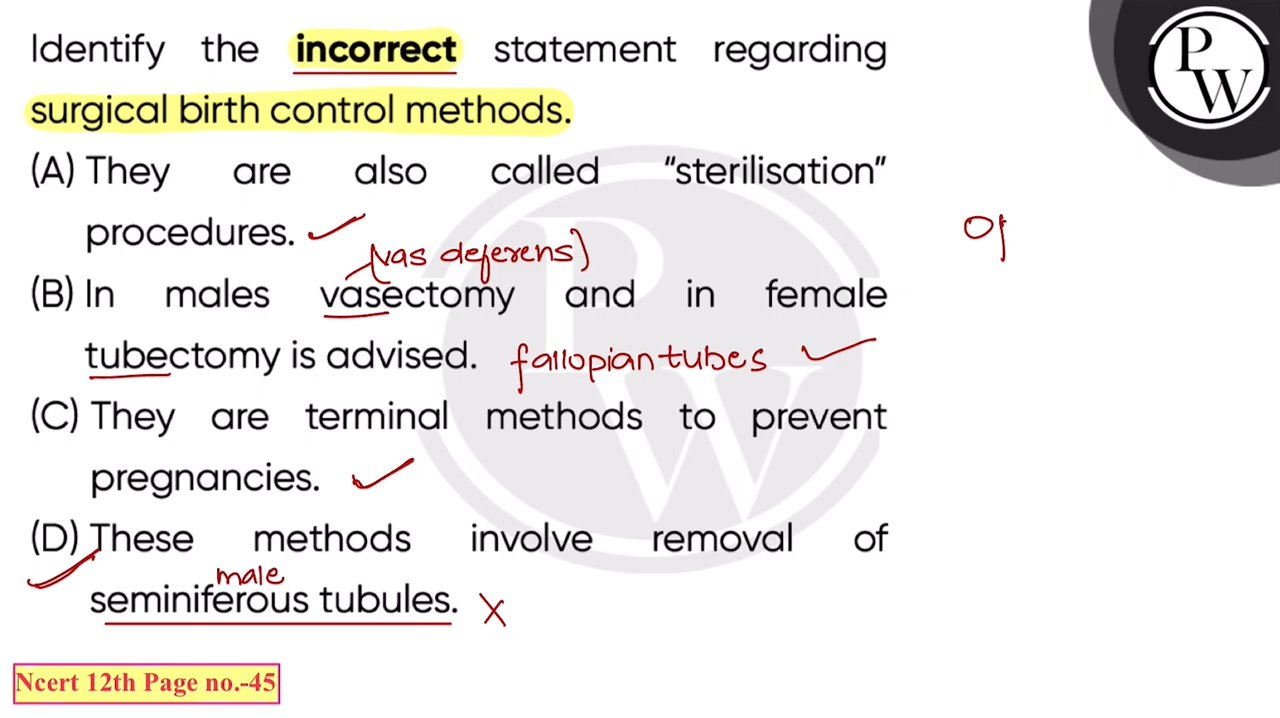 Identify the incorrect statement regarding
surgical birth control methods.
(A) They are also called “sterilisation”
procedures.
(vas deferens)
(B) In males vasectomy and in female
tubectomy is advised. fallopian tubes
(C) They are terminal methods to prevent
pregnancies.
(D) These methods involve removal of
male
seminiferous tubules. X
Ncert 12th Page no.-45
PW
PW